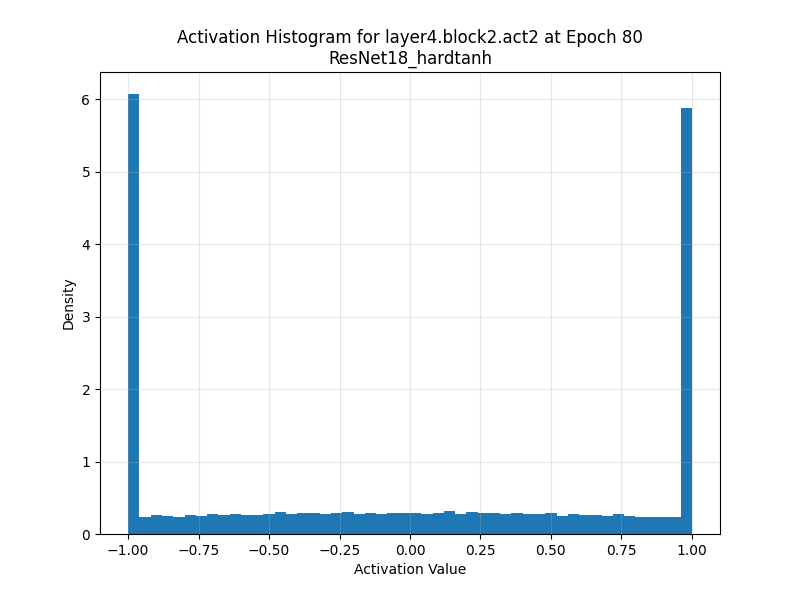 Activation Histogram for layer4.block2.act2 at Epoch 80
ResNet18_hardtanh
6
5
4
3
2
1
0
Density
−1.00 −0.75 −0.50 −0.25 0.00 0.25 0.50 0.75 1.00
Activation Value